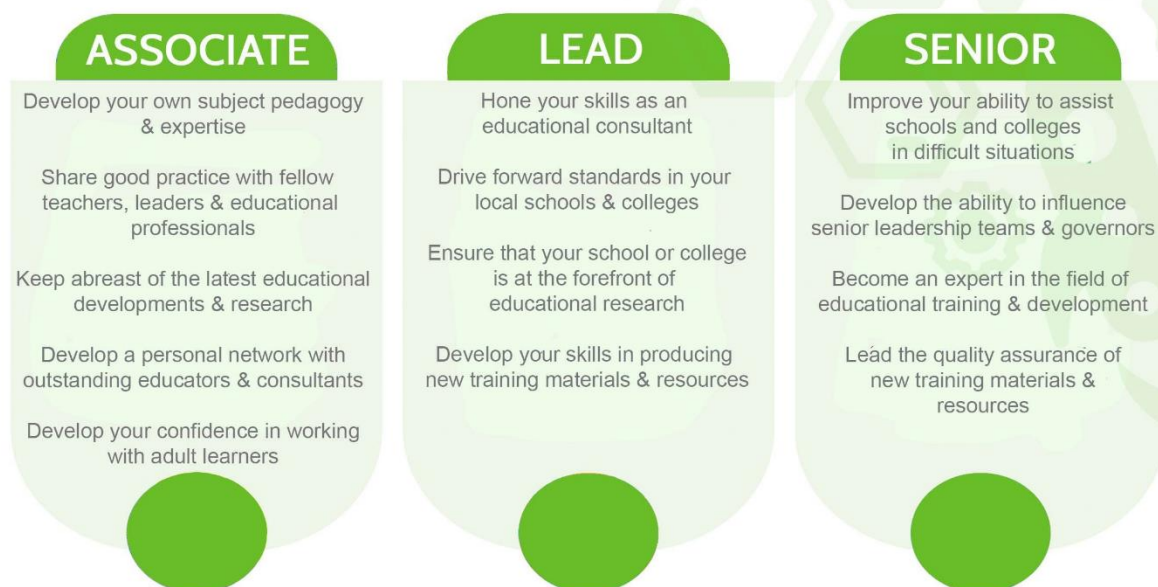 ASSOCIATE
Develop your own subject pedagogy
& expertise
Share good practice with fellow
teachers, leaders & educational
professionals
Keep abreast of the latest educational
developments & research
Develop a personal network with
outstanding educators & consultants
Develop your confidence in working
with adult learners
LEAD
Hone your skills as an
educational consultant
Drive forward standards in your
local schools & colleges
Ensure that your school or college
is at the forefront of
educational research
Develop your skills in producing
new training materials & resources
SENIOR
Improve your ability to assist
schools and colleges
in difficult situations
Develop the ability to influence
senior leadership teams & governors
Become an expert in the field of
educational training & development
Lead the quality assurance of
new training materials &
resources